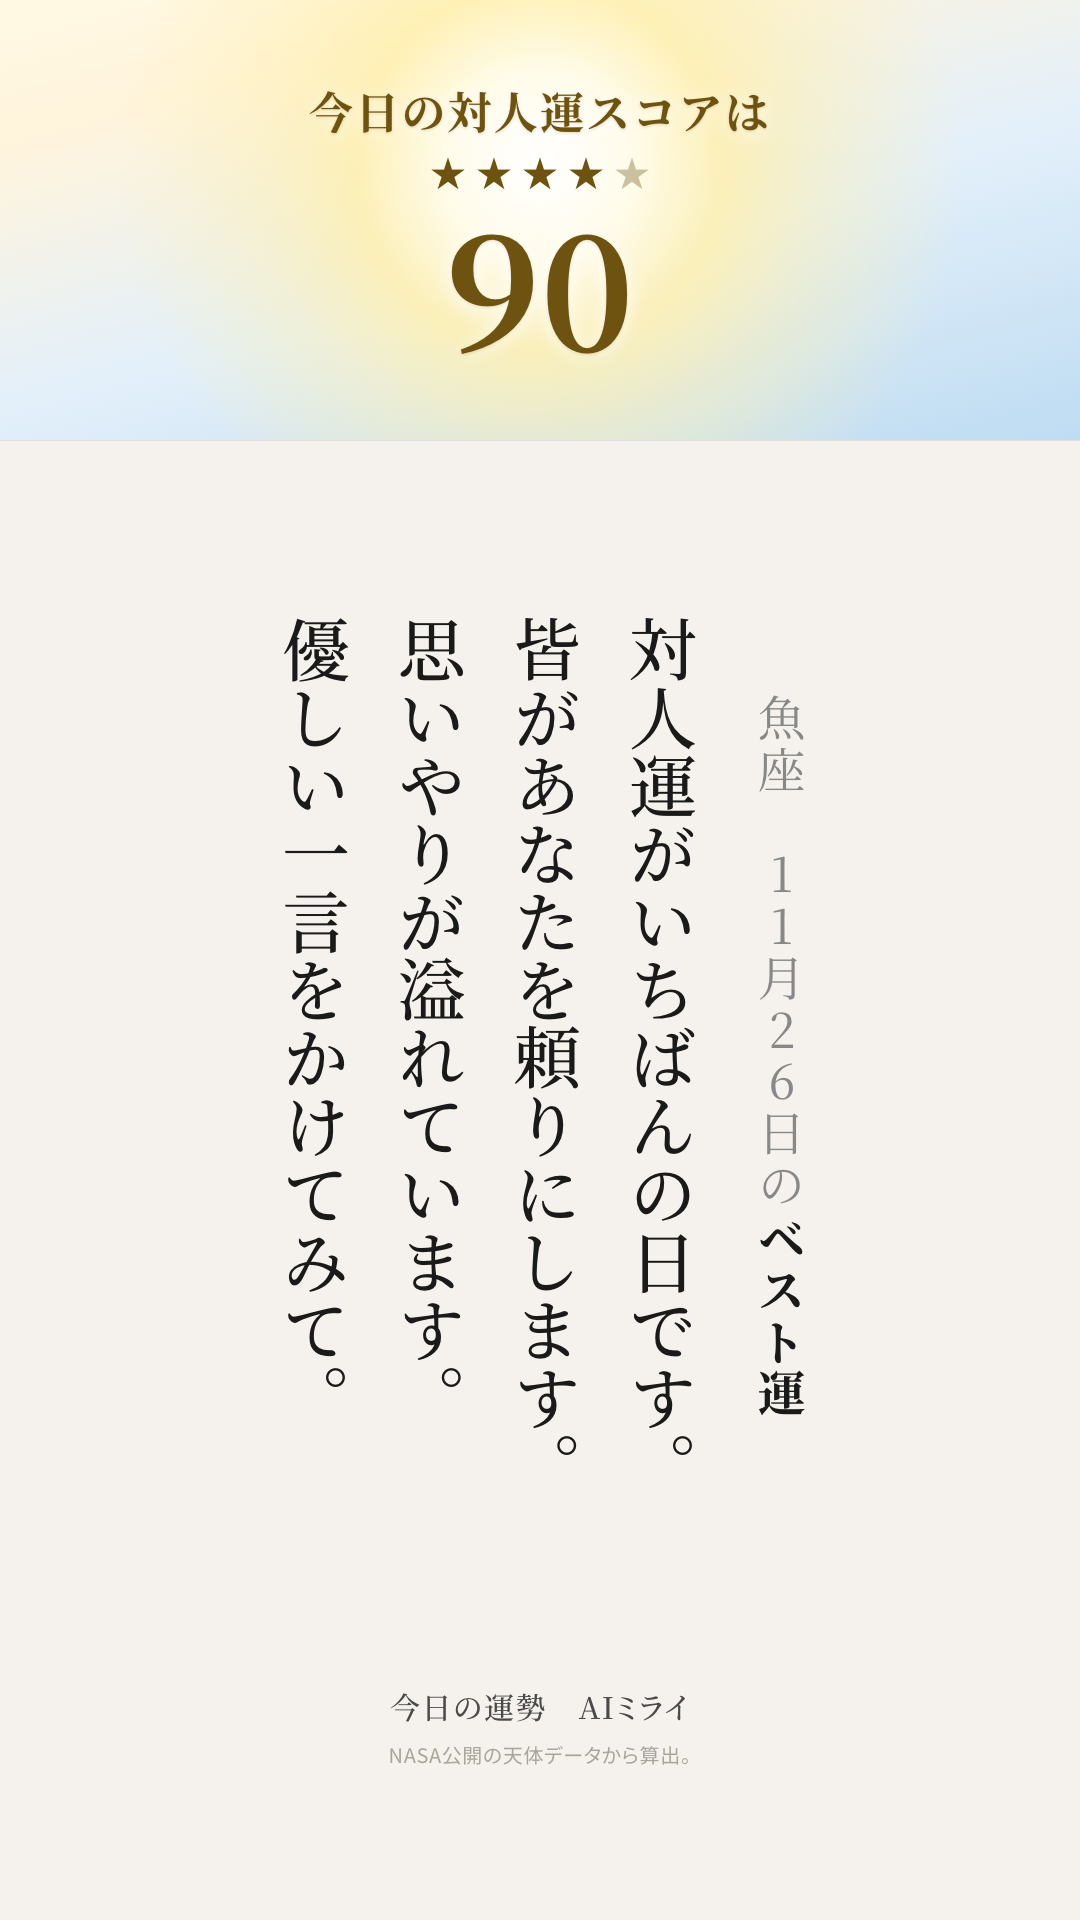 今日の対人運スコアは
★★★★★
90
魚座　11月26日のベスト運
対人運がいちばんの日です。
皆があなたを頼りにします。
思いやりが溢れています。
優しい一言をかけてみて。
今日の運勢　AIミライ
NASA公開の天体データから算出。